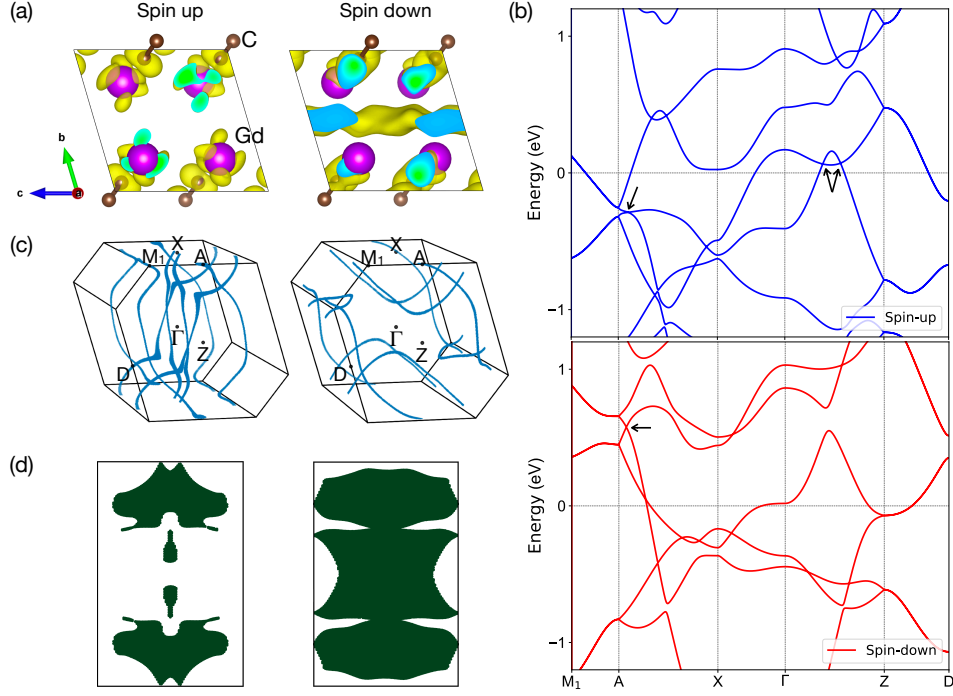 (a)
Spin up
Spin down
C
Gd
b
c
a
(b)
1
0
−1
Energy (eV)
Spin-up
(c)
X
M1
A
Γ
Z
D
X
M1
A
Γ
Z
D
1
0
−1
Energy (eV)
Spin-down
M1
A
X
Γ
Z
D
(d)